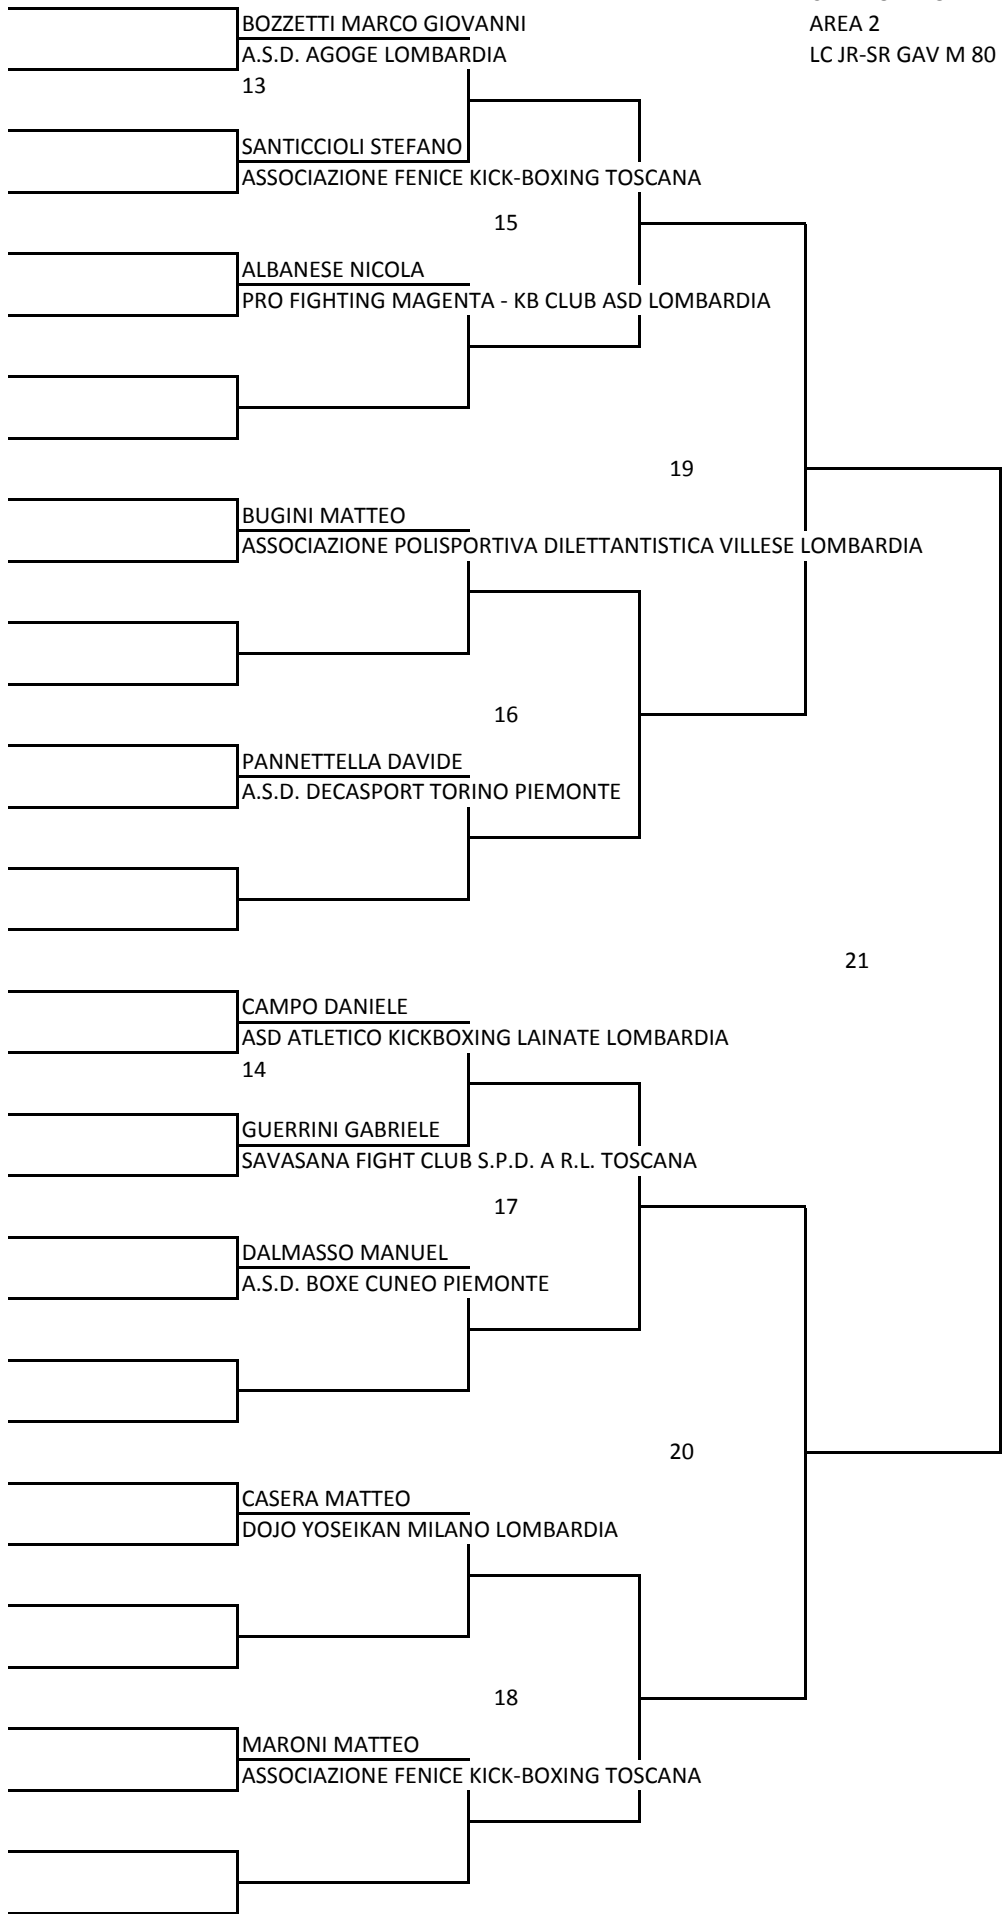 BOZZETTI MARCO GIOVANNI
AREA 2
A.S.D. AGOGE LOMBARDIA
LC JR-SR GAV M 80
13
SANTICCIOLI STEFANO
ASSOCIAZIONE FENICE KICK-BOXING TOSCANA
15
ALBANESE NICOLA
PRO FIGHTING MAGENTA - KB CLUB ASD LOMBARDIA
19
BUGINI MATTEO
ASSOCIAZIONE POLISPORTIVA DILETTANTISTICA VILLESE LOMBARDIA
16
PANNETTELLA DAVIDE
A.S.D. DECASPORT TORINO PIEMONTE
21
CAMPO DANIELE
ASD ATLETICO KICKBOXING LAINATE LOMBARDIA
14
GUERRINI GABRIELE
SAVASANA FIGHT CLUB S.P.D. A R.L. TOSCANA
17
DALMASSO MANUEL
A.S.D. BOXE CUNEO PIEMONTE
20
CASERA MATTEO
DOJO YOSEIKAN MILANO LOMBARDIA
18
MARONI MATTEO
ASSOCIAZIONE FENICE KICK-BOXING TOSCANA